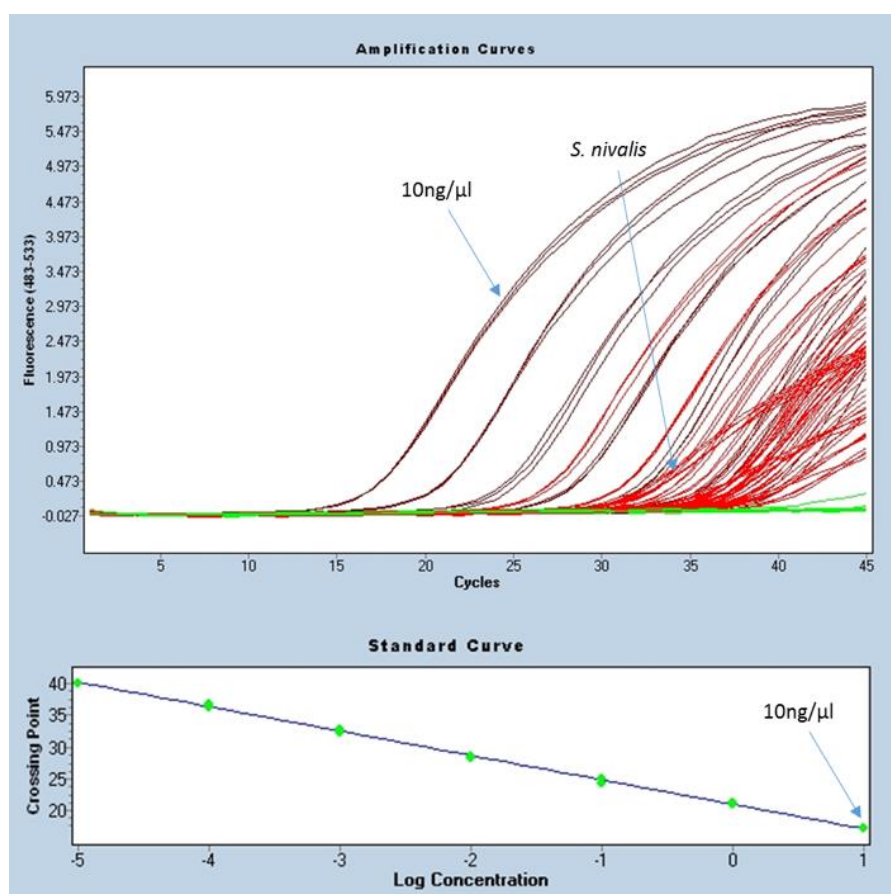 Amplification Curves
5.973
5.473
4.973
4.473
3.973
3.473
2.973
2.473
1.973
1.473
0.973
0.473
-0.027
Fluorescence (483-533)
S. nivalis
10ng/µl
5 10 15 20 25 30 35 40 45
Cycles
Standard Curve
40
35
30
25
20
Crossing Point
10ng/µl
-5 -4 -3 -2 -1 0 1
Log Concentration